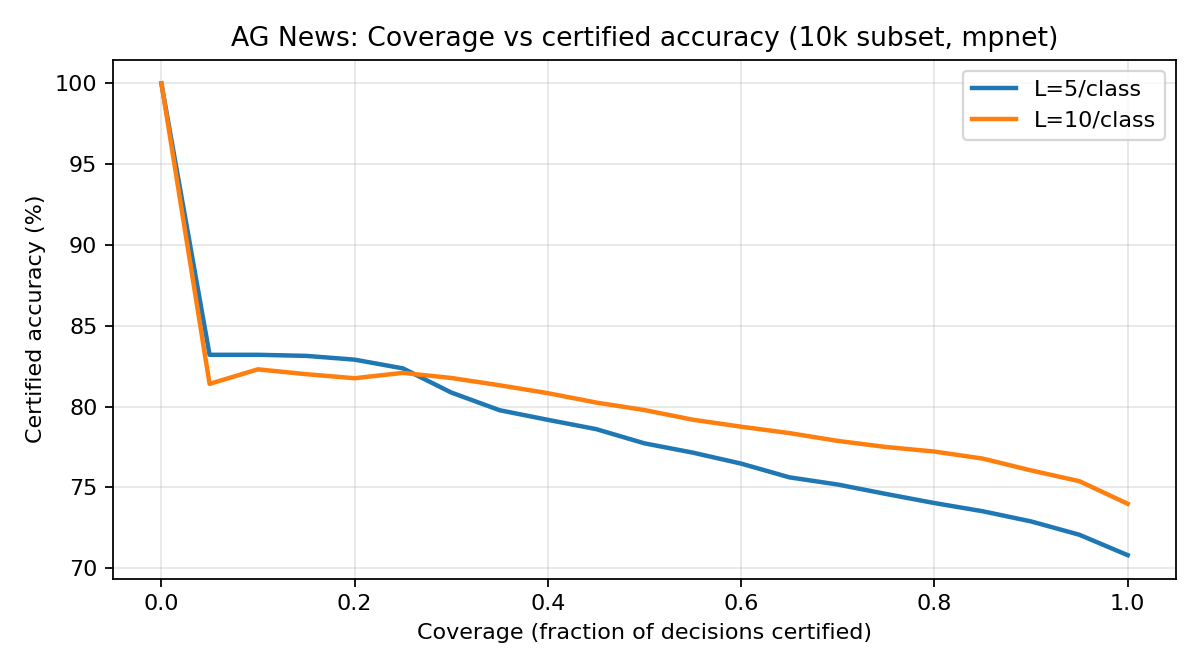 AG News: Coverage vs certified accuracy (10k subset, mpnet)
L=5/class
L=10/class
Certified accuracy (%)
100
95
90
85
80
75
70
0.0 0.2 0.4 0.6 0.8 1.0
Coverage (fraction of decisions certified)